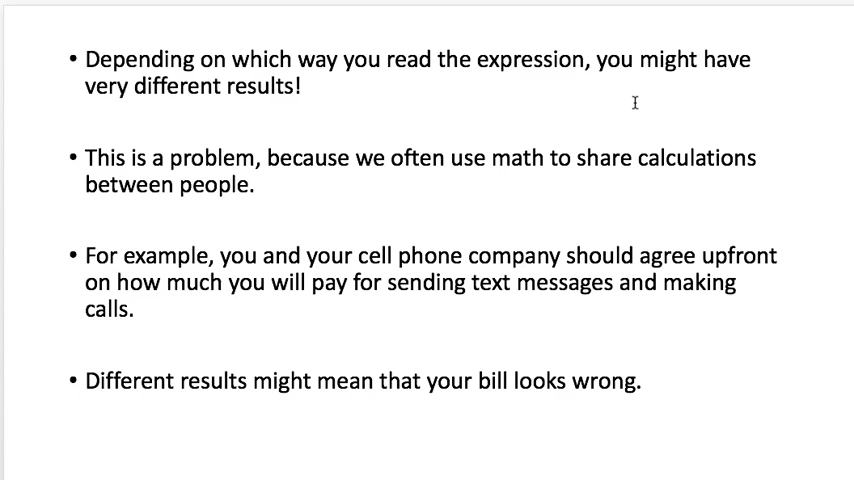 • Depending on which way you read the expression, you might have
very different results!
• This is a problem, because we often use math to share calculations
between people.
• For example, you and your cell phone company should agree upfront
on how much you will pay for sending text messages and making
calls.
• Different results might mean that your bill looks wrong.